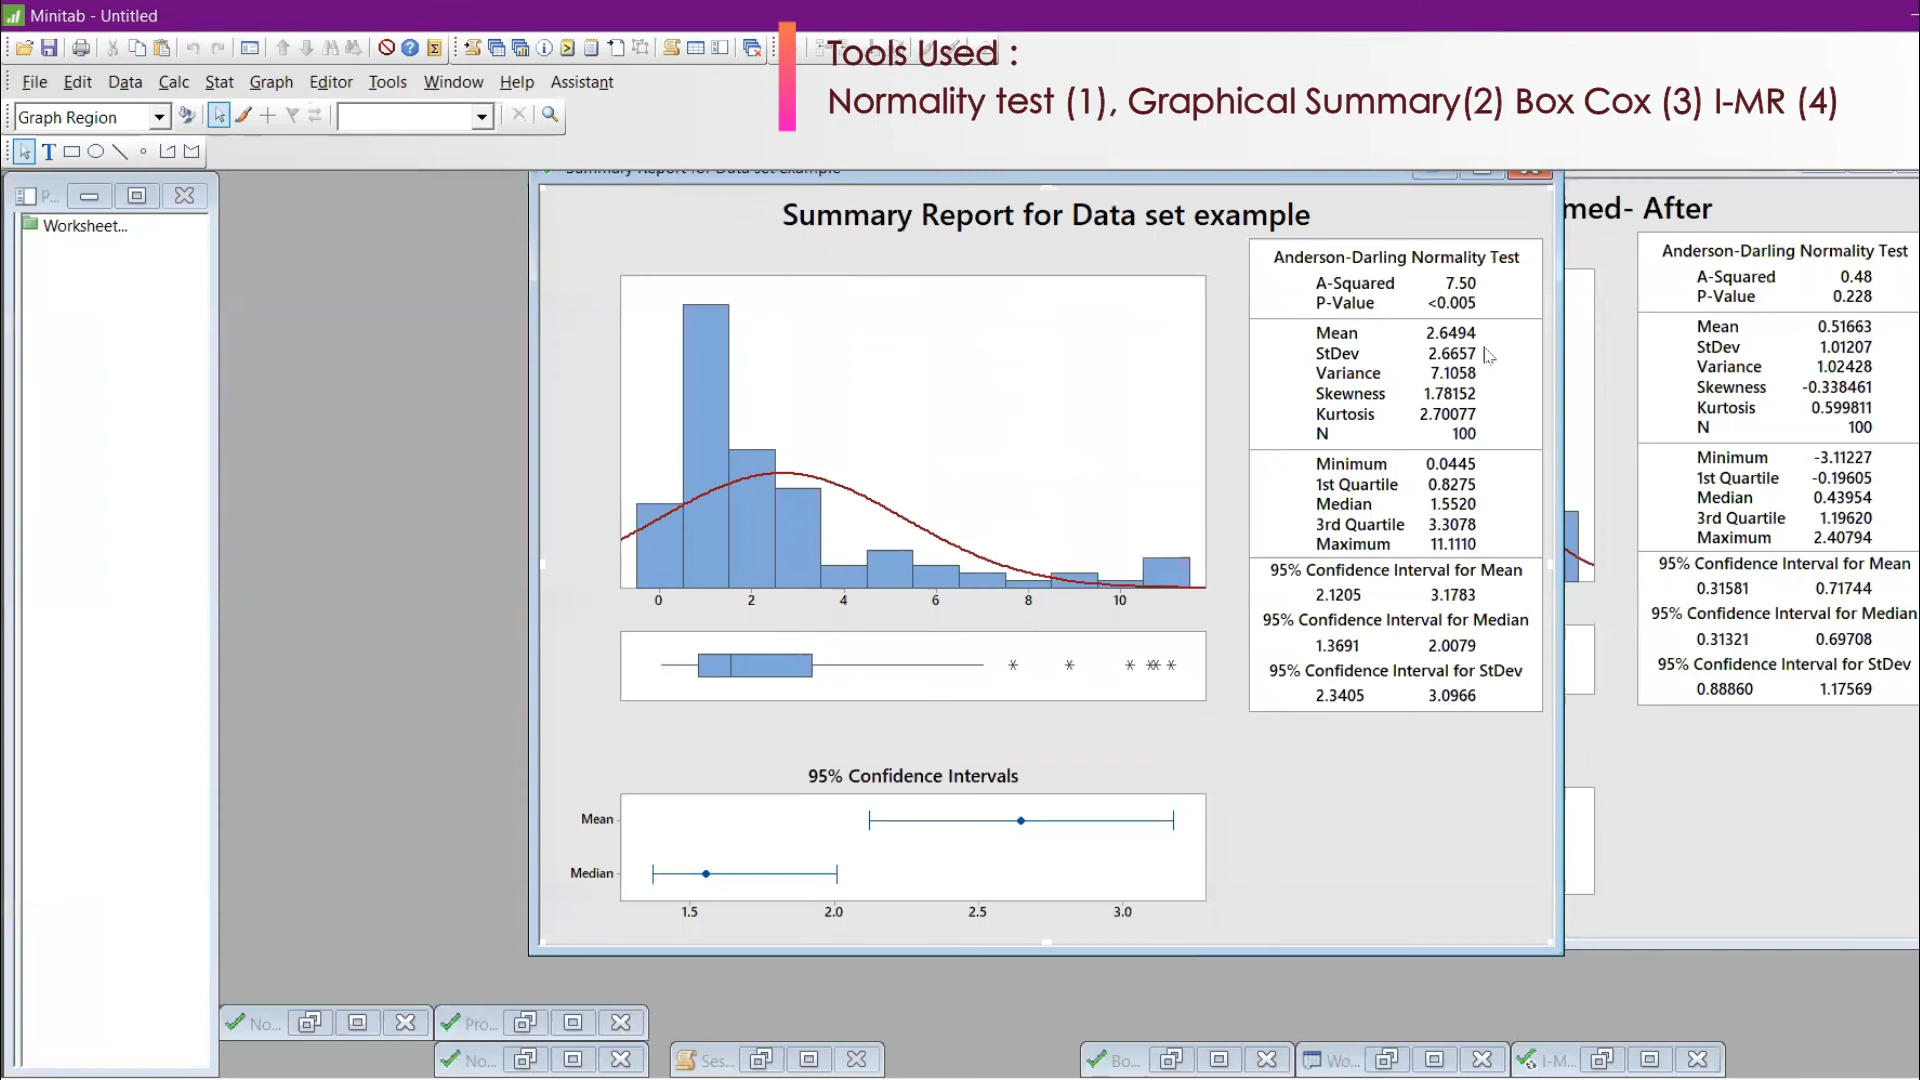 Minitab - Untitled
Tools Used :
Normality test (1), Graphical Summary(2) Box Cox (3) I-MR (4)
File Edit Data Calc Stat Graph Editor Tools Window Help Assistant
Graph Region
P...
Worksheet...
Summary Report for Data set example
Summary Report for Data set example
Anderson-Darling Normality Test
A-Squared 7.50
P-Value <0.005
Mean 2.6494
StDev 2.6657
Variance 7.1058
Skewness 1.78152
Kurtosis 2.70077
N 100
Minimum 0.0445
1st Quartile 0.8275
Median 1.5520
3rd Quartile 3.3078
Maximum 11.1110
95% Confidence Interval for Mean
2.1205 3.1783
95% Confidence Interval for Median
1.3691 2.0079
95% Confidence Interval for StDev
2.3405 3.0966
0 2 4 6 8 10
95% Confidence Intervals
Mean
Median
1.5 2.0 2.5 3.0
med- After
Anderson-Darling Normality Test
A-Squared 0.48
P-Value 0.228
Mean 0.51663
StDev 1.01207
Variance 1.02428
Skewness -0.338461
Kurtosis 0.599811
N 100
Minimum -3.11227
1st Quartile -0.19605
Median 0.43954
3rd Quartile 1.19620
Maximum 2.40794
95% Confidence Interval for Mean
0.31581 0.71744
95% Confidence Interval for Median
0.31321 0.69708
95% Confidence Interval for StDev
0.88860 1.17569
No... Pro...
No... Ses... Bo... Wo... I-M...